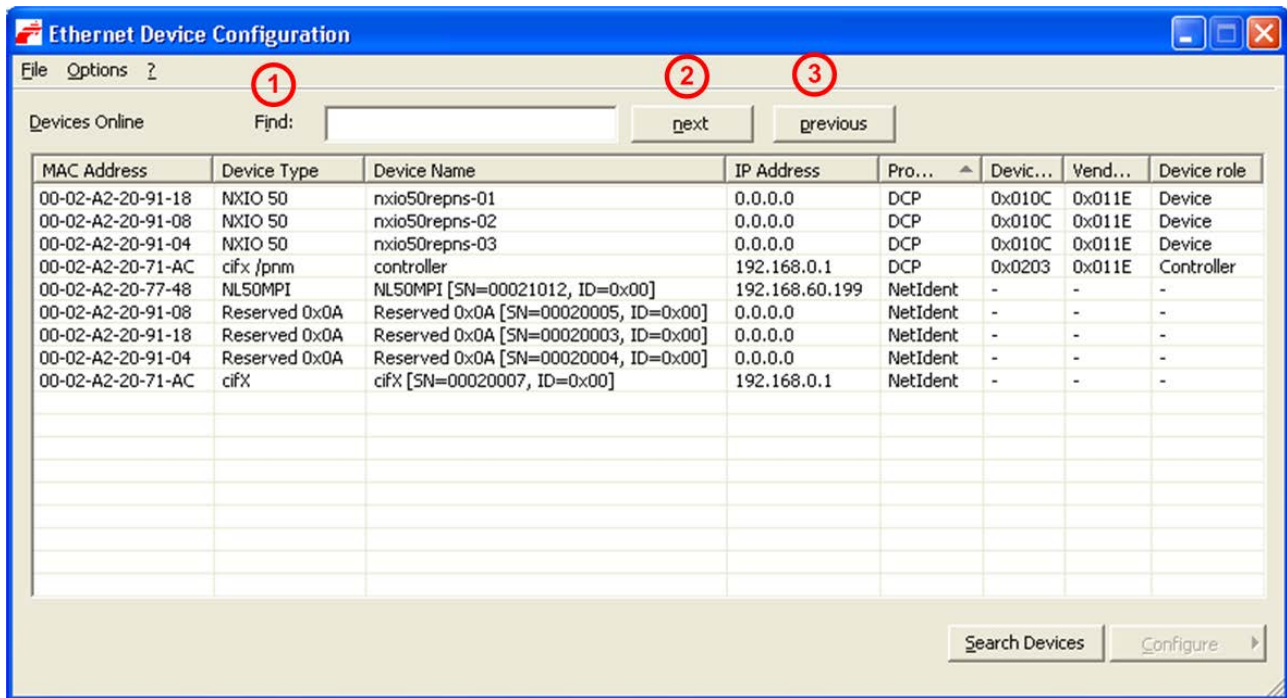 Ethernet Device Configuration
File Options ?
1 2 3
Devices Online Find: next previous
MAC Address Device Type Device Name IP Address Pro... Devic... Vend... Device role
00-02-A2-20-91-18 NXIO 50 nxio50repns-01 0.0.0.0 DCP 0x010C 0x011E Device
00-02-A2-20-91-08 NXIO 50 nxio50repns-02 0.0.0.0 DCP 0x010C 0x011E Device
00-02-A2-20-91-04 NXIO 50 nxio50repns-03 0.0.0.0 DCP 0x010C 0x011E Device
00-02-A2-20-71-AC cifx /pnm controller 192.168.0.1 DCP 0x0203 0x011E Controller
00-02-A2-20-77-48 NL50MPI NL50MPI [SN=00021012, ID=0x00] 192.168.60.199 NetIdent - - -
00-02-A2-20-91-08 Reserved 0x0A Reserved 0x0A [SN=00020005, ID=0x00] 0.0.0.0 NetIdent - - -
00-02-A2-20-91-18 Reserved 0x0A Reserved 0x0A [SN=00020003, ID=0x00] 0.0.0.0 NetIdent - - -
00-02-A2-20-91-04 Reserved 0x0A Reserved 0x0A [SN=00020004, ID=0x00] 0.0.0.0 NetIdent - - -
00-02-A2-20-71-AC cifX cifX [SN=00020007, ID=0x00] 192.168.0.1 NetIdent - - -
Search Devices Configure